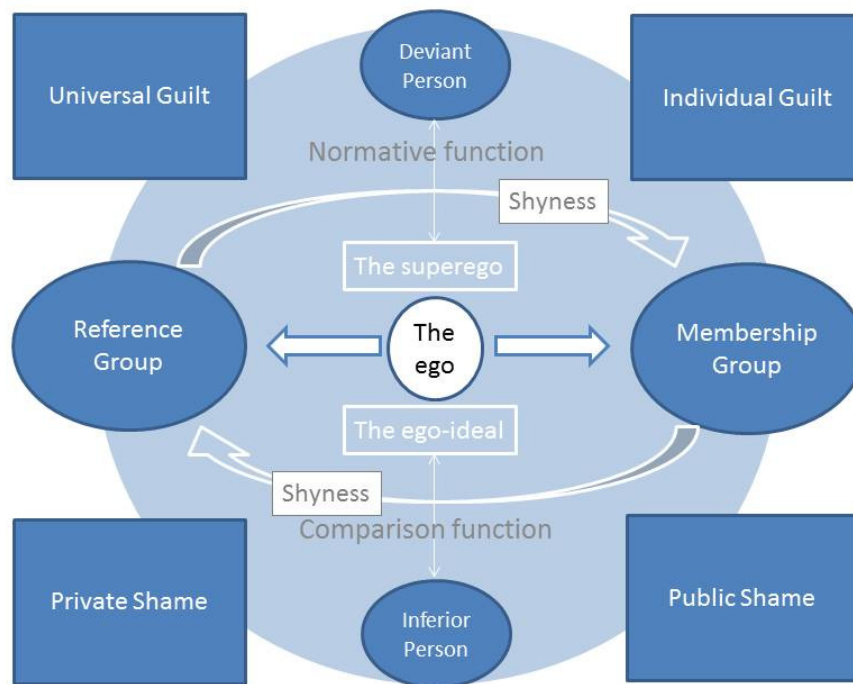 Deviant
Person
Universal Guilt
Individual Guilt
Normative function
Shyness
The superego
Reference
Group
The
ego
Membership
Group
The ego-ideal
Shyness
Comparison function
Private Shame
Public Shame
Inferior
Person